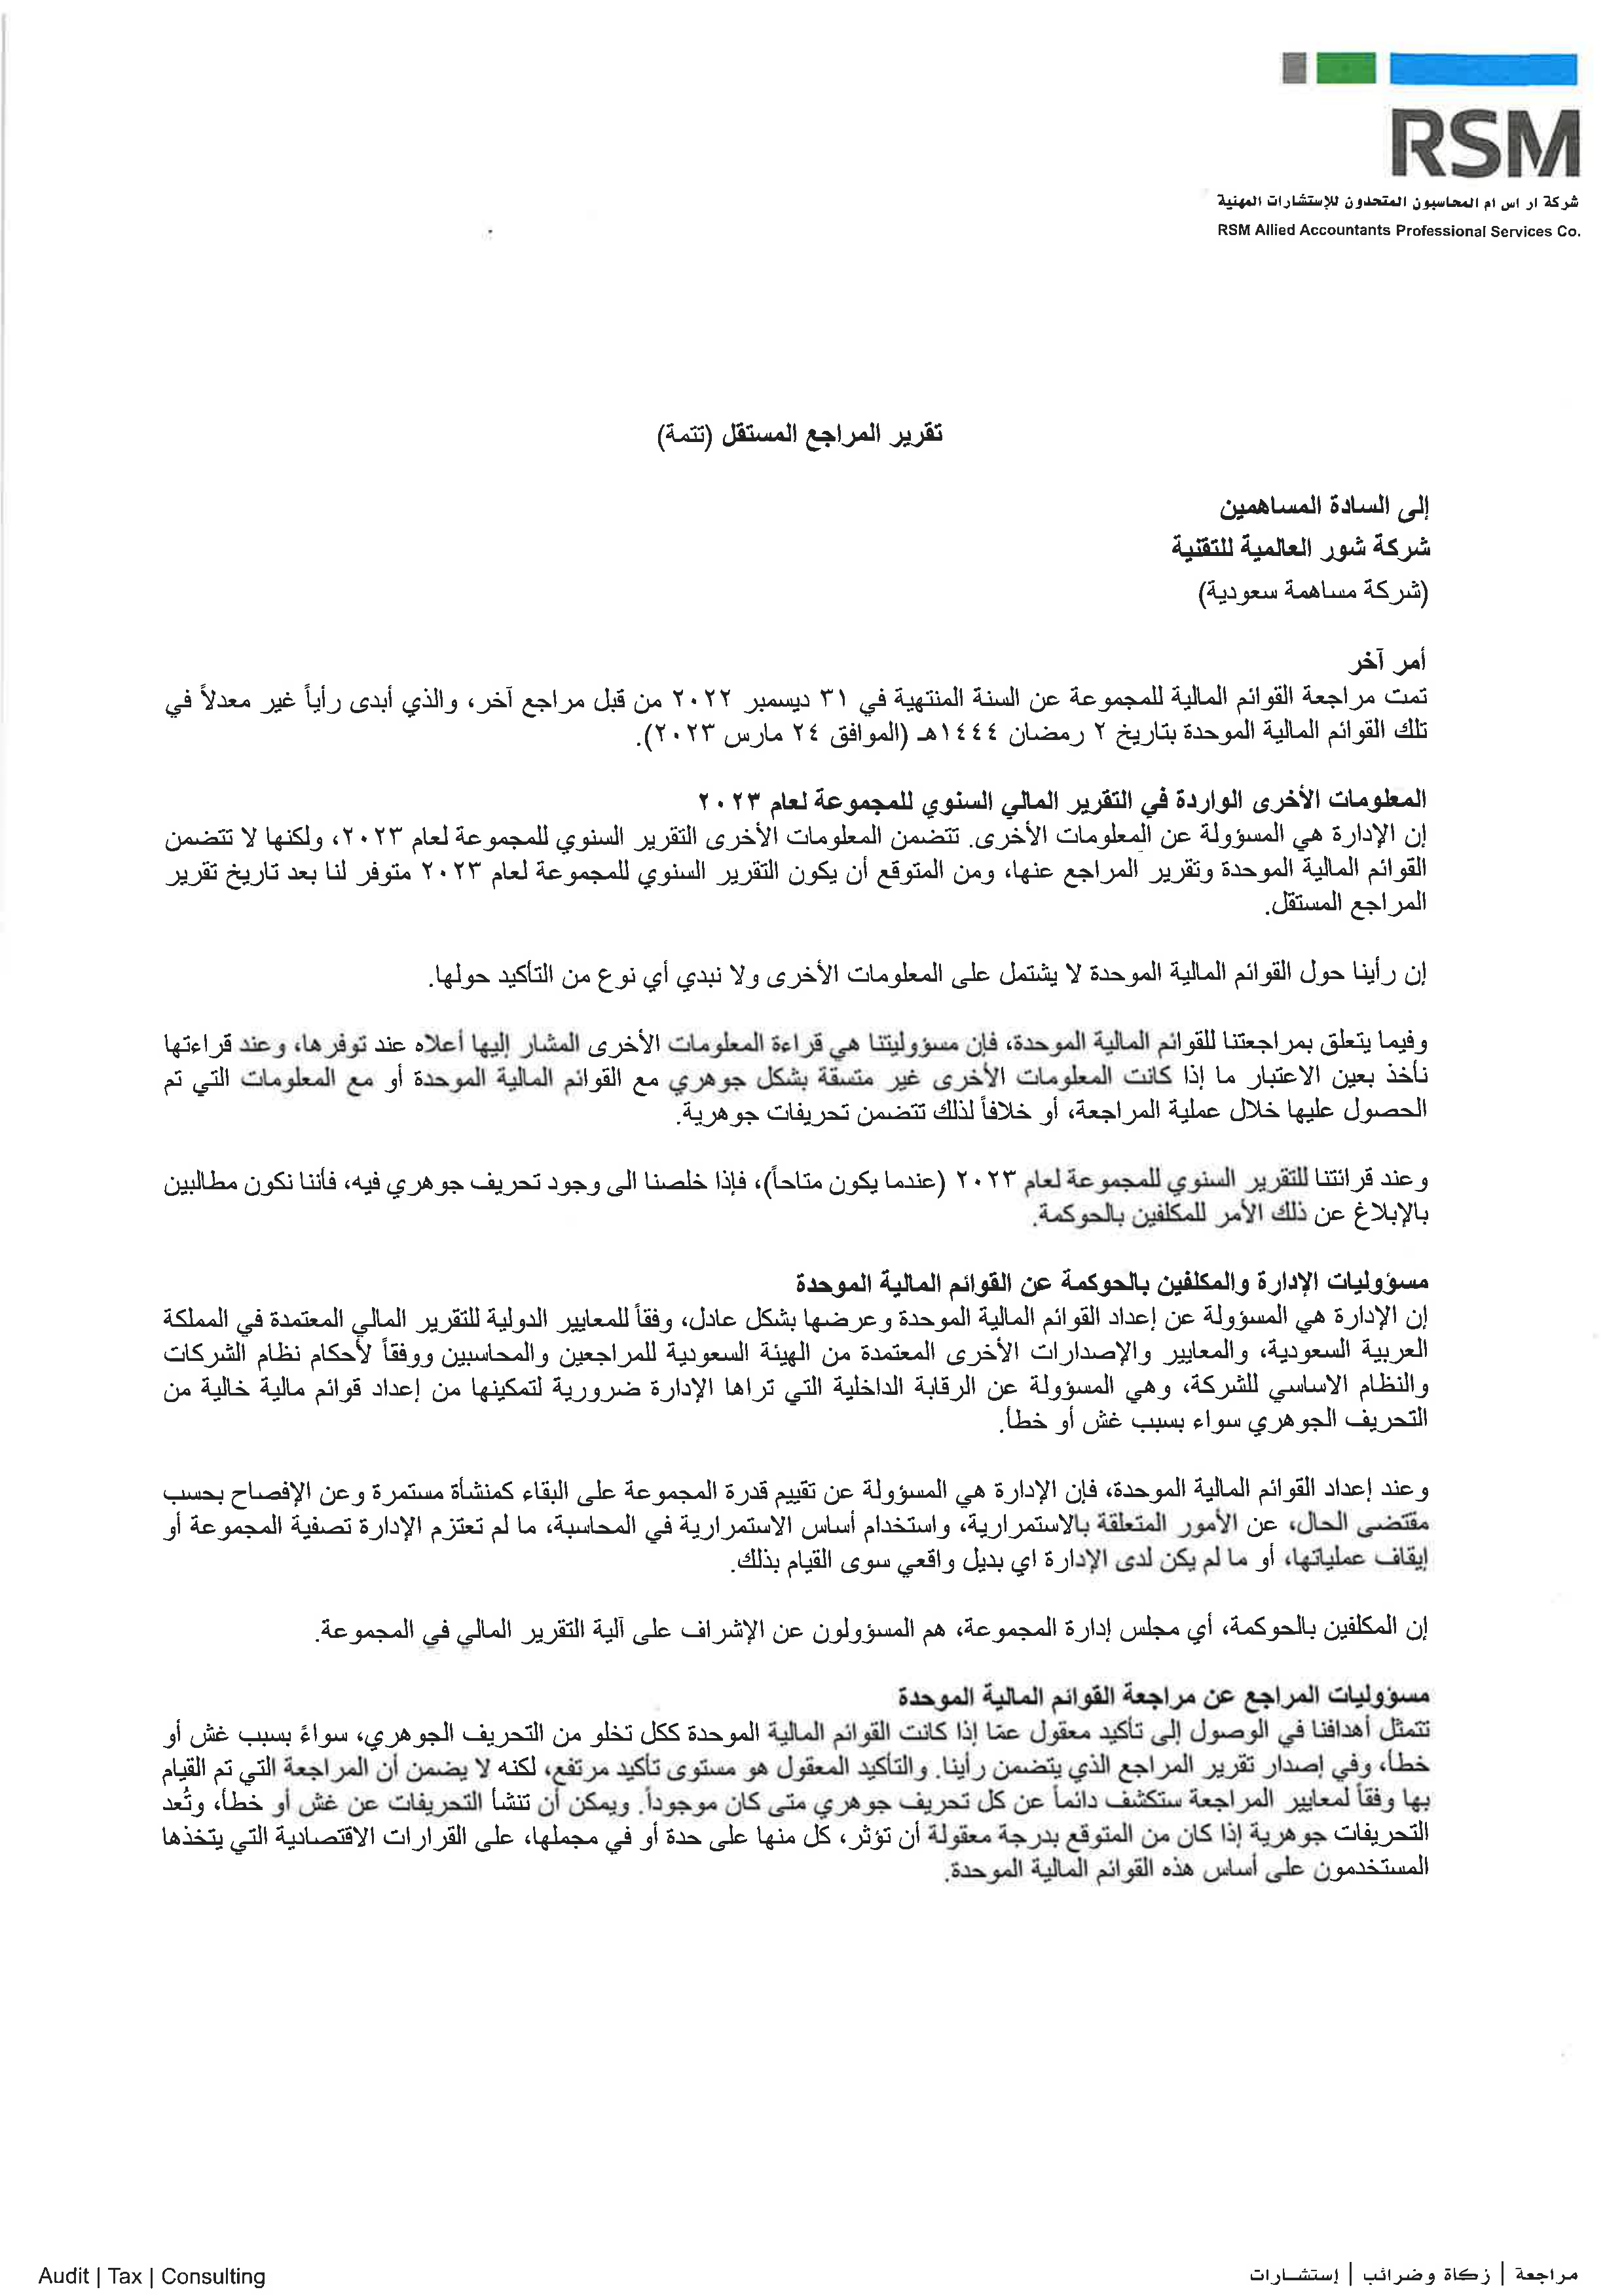 RSM
شركة ار اس ام المحاسبون المتحدون للإستشارات المهنية
RSM Allied Accountants Professional Services Co.
تقرير المراجع المستقل (تتمة)
إلى السادة المساهمين
شركة شور العالمية للتقنية
(شركة مساهمة سعودية)
أمر آخر
تمت مراجعة القوائم المالية للمجموعة عن السنة المنتهية في ٣١ ديسمبر ٢٠٢٢ من قبل مراجع آخر، والذي أبدى رأياً غير معدلاً في
تلك القوائم المالية الموحدة بتاريخ ٢ رمضان ١٤٤٤هـ (الموافق ٢٤ مارس ٢٠٢٣).
المعلومات الأخرى الواردة في التقرير المالي السنوي للمجموعة لعام ٢٠٢٣
إن الإدارة هي المسؤولة عن المعلومات الأخرى. تتضمن المعلومات الأخرى التقرير السنوي للمجموعة لعام ٢٠٢٣، ولكنها لا تتضمن
القوائم المالية الموحدة وتقرير المراجع عنها، ومن المتوقع أن يكون التقرير السنوي للمجموعة لعام ٢٠٢٣ متوفر لنا بعد تاريخ تقرير
المراجع المستقل.
إن رأينا حول القوائم المالية الموحدة لا يشتمل على المعلومات الأخرى ولا نبدي أي نوع من التأكيد حولها.
وفيما يتعلق بمراجعتنا للقوائم المالية الموحدة، فإن مسؤوليتنا هي قراءة المعلومات الأخرى المشار إليها أعلاه عند توفرها، وعند قراءتها
نأخذ بعين الاعتبار ما إذا كانت المعلومات الأخرى غير متسقة بشكل جوهري مع القوائم المالية الموحدة أو مع المعلومات التي تم
الحصول عليها خلال عملية المراجعة، أو خلافاً لذلك تتضمن تحريفات جوهرية.
وعند قرائتنا للتقرير السنوي للمجموعة لعام ٢٠٢٣ (عندما يكون متاحاً)، فإذا خلصنا الى وجود تحريف جوهري فيه، فأننا نكون مطالبين
بالإبلاغ عن ذلك الأمر للمكلفين بالحوكمة.
مسؤوليات الإدارة والمكلفين بالحوكمة عن القوائم المالية الموحدة
إن الإدارة هي المسؤولة عن إعداد القوائم المالية الموحدة وعرضها بشكل عادل، وفقاً للمعايير الدولية للتقرير المالي المعتمدة في المملكة
العربية السعودية، والمعايير والإصدارات الأخرى المعتمدة من الهيئة السعودية للمراجعين والمحاسبين ووفقاً لأحكام نظام الشركات
والنظام الاساسي للشركة، وهي المسؤولة عن الرقابة الداخلية التي تراها الإدارة ضرورية لتمكينها من إعداد قوائم مالية خالية من
التحريف الجوهري سواء بسبب غش أو خطأ.
وعند إعداد القوائم المالية الموحدة، فإن الإدارة هي المسؤولة عن تقييم قدرة المجموعة على البقاء كمنشأة مستمرة وعن الإفصاح بحسب
مقتضى الحال، عن الأمور المتعلقة بالاستمرارية، واستخدام أساس الاستمرارية في المحاسبة، ما لم تعتزم الإدارة تصفية المجموعة أو
إيقاف عملياتها، أو ما لم يكن لدى الإدارة اي بديل واقعي سوى القيام بذلك.
إن المكلفين بالحوكمة، أي مجلس إدارة المجموعة، هم المسؤولون عن الإشراف على آلية التقرير المالي في المجموعة.
مسؤوليات المراجع عن مراجعة القوائم المالية الموحدة
تتمثل أهدافنا في الوصول إلى تأكيد معقول عمّا إذا كانت القوائم المالية الموحدة ككل تخلو من التحريف الجوهري، سواءً بسبب غش أو
خطأ، وفي إصدار تقرير المراجع الذي يتضمن رأينا. والتأكيد المعقول هو مستوى تأكيد مرتفع، لكنه لا يضمن أن المراجعة التي تم القيام
بها وفقاً لمعايير المراجعة ستكشف دائماً عن كل تحريف جوهري متى كان موجوداً. ويمكن أن تنشأ التحريفات عن غش أو خطأ، وتُعد
التحريفات جوهرية إذا كان من المتوقع بدرجة معقولة أن تؤثر، كل منها على حدة أو في مجملها، على القرارات الاقتصادية التي يتخذها
المستخدمون على أساس هذه القوائم المالية الموحدة.
مراجعة | زكاة وضرائب | إستشارات
Audit | Tax | Consulting